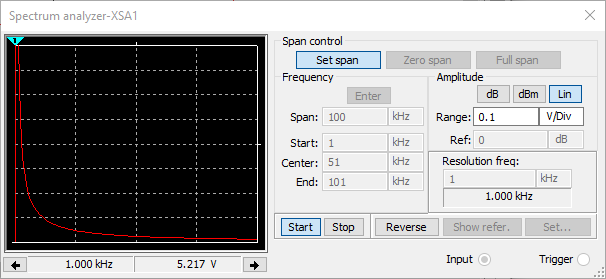 Spectrum analyzer-XSA1
1
Span control
Set span Zero span Full span
Frequency
Enter
Span: 100 kHz
Start: 1 kHz
Center: 51 kHz
End: 101 kHz
Amplitude
dB dBm Lin
Range: 0.1 V/Div
Ref: 0 dB
Resolution freq:
1 kHz
1.000 kHz
Start Stop Reverse Show refer. Set...
1.000 kHz 5.217 V
Input Trigger